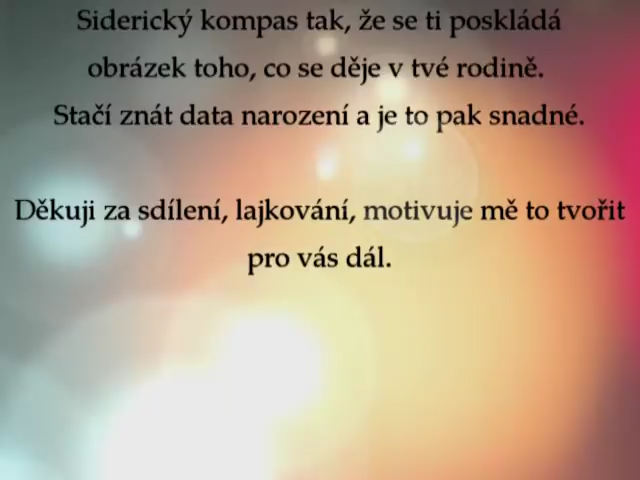 Siderický kompas tak, že se ti poskládá
obrázek toho, co se děje v tvé rodině.
Stačí znát data narození a je to pak snadné.
Děkuji za sdílení, lajkování, motivuje mě to tvořit
pro vás dál.